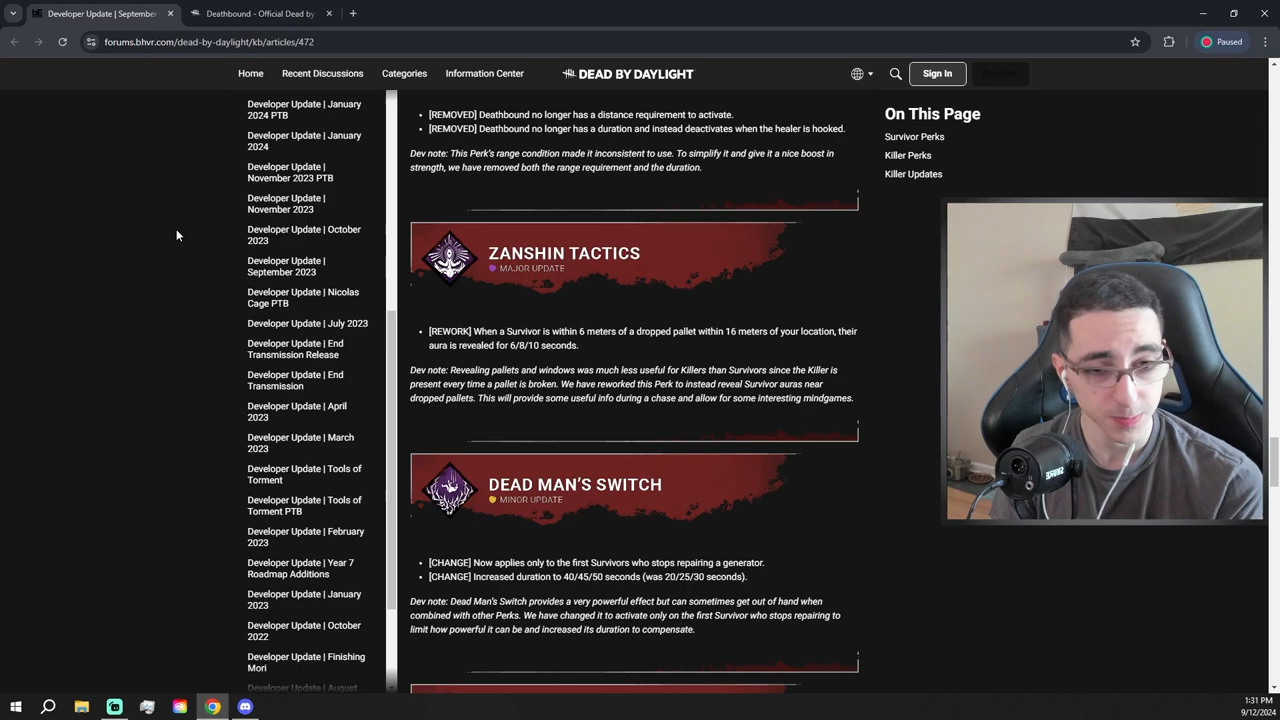 Developer Update | September
Deathbound - Official Dead by
forums.bhvr.com/dead-by-daylight/kb/articles/472
Paused
Home
Recent Discussions
Categories
Information Center
DEAD BY DAYLIGHT
Sign In
Register
Developer Update | January
2024 PTB
Developer Update | January
2024
Developer Update |
November 2023 PTB
Developer Update |
November 2023
Developer Update | October
2023
Developer Update |
September 2023
Developer Update | Nicolas
Cage PTB
Developer Update | July 2023
Developer Update | End
Transmission Release
Developer Update | End
Transmission
Developer Update | April
2023
Developer Update | March
2023
Developer Update | Tools of
Torment
Developer Update | Tools of
Torment PTB
Developer Update | February
2023
Developer Update | Year 7
Roadmap Additions
Developer Update | January
2023
Developer Update | October
2022
Developer Update | Finishing
Mori
Developer Update | August
[REMOVED] Deathbound no longer has a distance requirement to activate.
[REMOVED] Deathbound no longer has a duration and instead deactivates when the healer is hooked.
Dev note: This Perk's range condition made it inconsistent to use. To simplify it and give it a nice boost in
strength, we have removed both the range requirement and the duration.
ZANSHIN TACTICS
MAJOR UPDATE
[REWORK] When a Survivor is within 6 meters of a dropped pallet within 16 meters of your location, their
aura is revealed for 6/8/10 seconds.
Dev note: Revealing pallets and windows was much less useful for Killers than Survivors since the Killer is
present every time a pallet is broken. We have reworked this Perk to instead reveal Survivor auras near
dropped pallets. This will provide some useful info during a chase and allow for some interesting mindgames.
DEAD MAN'S SWITCH
MINOR UPDATE
[CHANGE] Now applies only to the first Survivors who stops repairing a generator.
[CHANGE] Increased duration to 40/45/50 seconds (was 20/25/30 seconds).
Dev note: Dead Man's Switch provides a very powerful effect but can sometimes get out of hand when
combined with other Perks. We have changed it to activate only on the first Survivor who stops repairing to
limit how powerful it can be and increased its duration to compensate.
On This Page
Survivor Perks
Killer Perks
Killer Updates
1:31 PM
9/12/2024